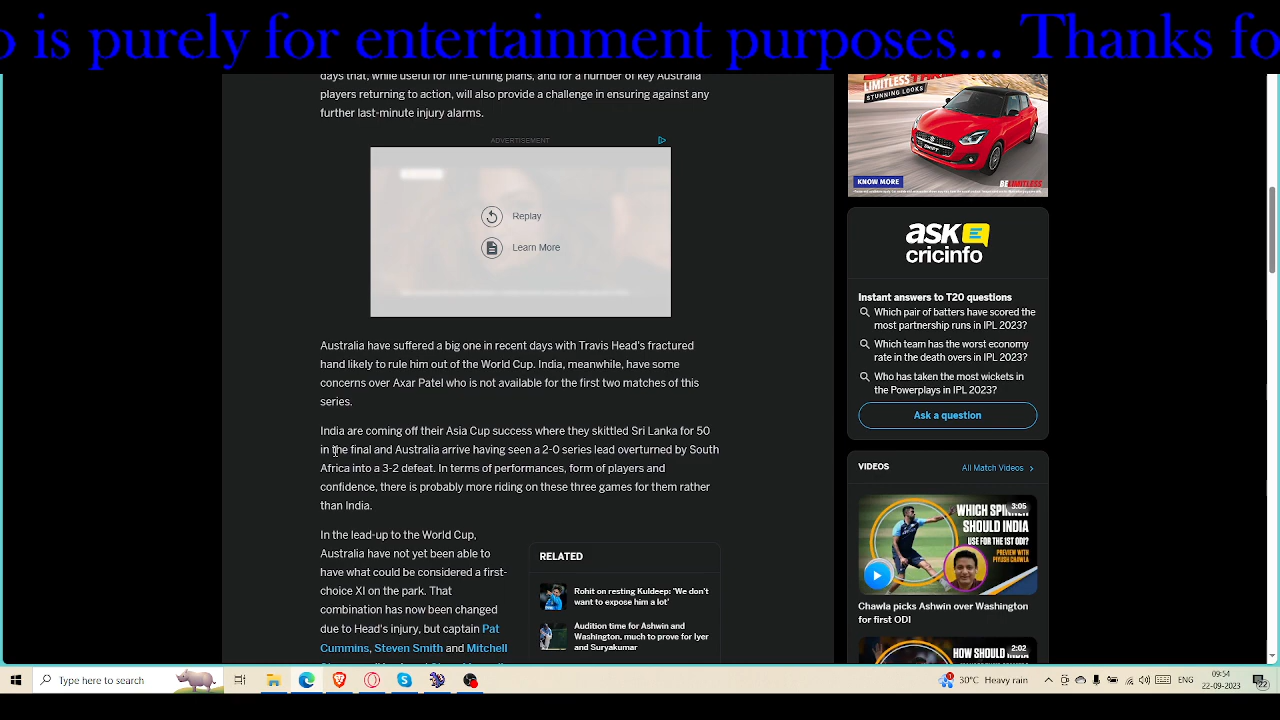 o is purely for entertainment purposes... Thanks fo
days that, while useful for fine-tuning plans, and for a number of key Australia
players returning to action, will also provide a challenge in ensuring against any
further last-minute injury alarms.
ADVERTISEMENT
Replay
Learn More
Australia have suffered a big one in recent days with Travis Head's fractured
hand likely to rule him out of the World Cup. India, meanwhile, have some
concerns over Axar Patel who is not available for the first two matches of this
series.
India are coming off their Asia Cup success where they skittled Sri Lanka for 50
in the final and Australia arrive having seen a 2-0 series lead overturned by South
Africa into a 3-2 defeat. In terms of performances, form of players and
confidence, there is probably more riding on these three games for them rather
than India.
In the lead-up to the World Cup,
Australia have not yet been able to
have what could be considered a first-
choice XI on the park. That
combination has now been changed
due to Head's injury, but captain Pat
Cummins, Steven Smith and Mitchell
RELATED
Rohit on resting Kuldeep: 'We don't
want to expose him a lot'
Audition time for Ashwin and
Washington, much to prove for Iyer
and Suryakumar
LIMITLESS
STUNNING LOOKS
SWIFT
KNOW MORE
BELIMITLESS
ASK
cricinfo
Instant answers to T20 questions
Which pair of batters have scored the
most partnership runs in IPL 2023?
Which team has the worst economy
rate in the death overs in IPL 2023?
Who has taken the most wickets in
the Powerplays in IPL 2023?
Ask a question
VIDEOS
All Match Videos
3:05
WHICH SPINNER
SHOULD INDIA
USE FOR THE 1ST ODI?
PREVIEW WITH
PIYUSH CHAWLA
Chawla picks Ashwin over Washington
for first ODI
2:02
HOW SHOULD
Type here to search
30°C Heavy rain
ENG
09:54
22-09-2023
22